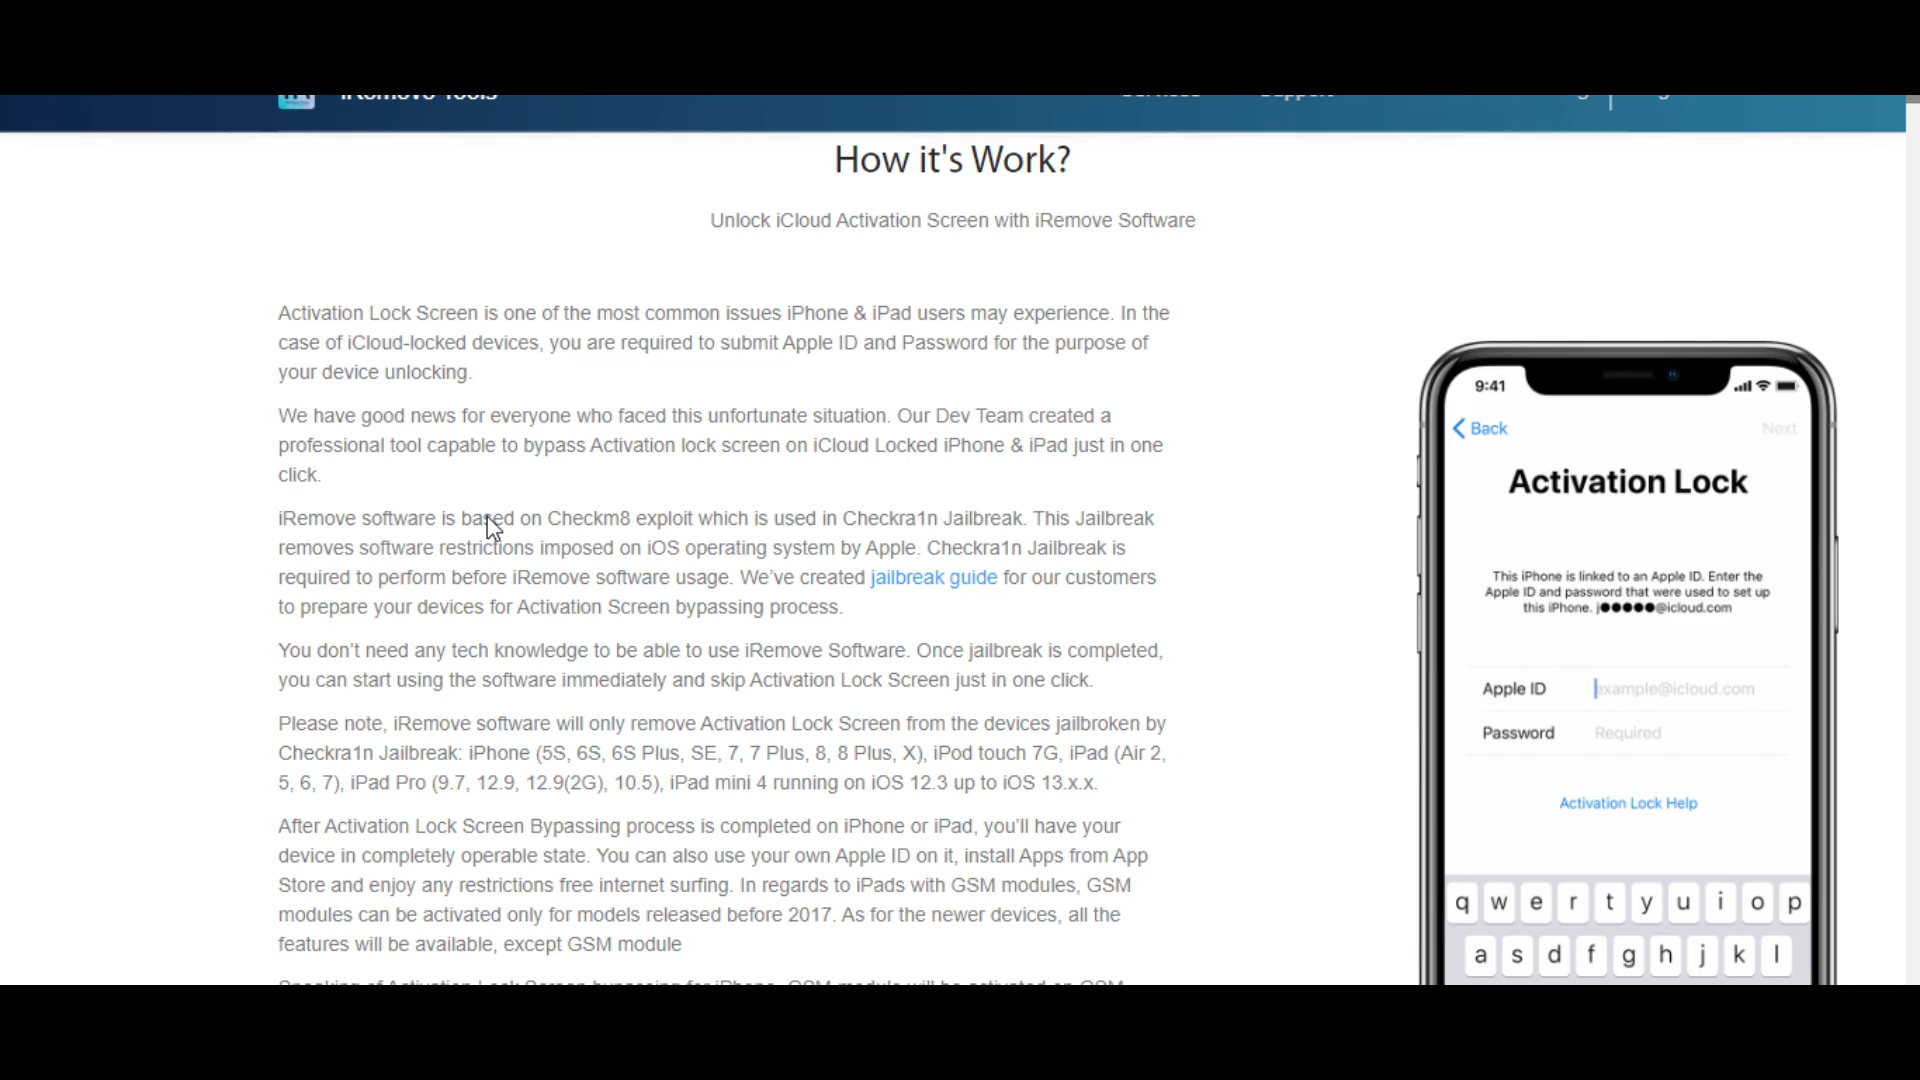 iRemove Tools
Services Support
How it's Work?
Unlock iCloud Activation Screen with iRemove Software
Activation Lock Screen is one of the most common issues iPhone & iPad users may experience. In the
case of iCloud-locked devices, you are required to submit Apple ID and Password for the purpose of
your device unlocking.
We have good news for everyone who faced this unfortunate situation. Our Dev Team created a
professional tool capable to bypass Activation lock screen on iCloud Locked iPhone & iPad just in one
click.
iRemove software is based on Checkm8 exploit which is used in Checkra1n Jailbreak. This Jailbreak
removes software restrictions imposed on iOS operating system by Apple. Checkra1n Jailbreak is
required to perform before iRemove software usage. We’ve created jailbreak guide for our customers
to prepare your devices for Activation Screen bypassing process.
You don’t need any tech knowledge to be able to use iRemove Software. Once jailbreak is completed,
you can start using the software immediately and skip Activation Lock Screen just in one click.
Please note, iRemove software will only remove Activation Lock Screen from the devices jailbroken by
Checkra1n Jailbreak: iPhone (5S, 6S, 6S Plus, SE, 7, 7 Plus, 8, 8 Plus, X), iPod touch 7G, iPad (Air 2,
5, 6, 7), iPad Pro (9.7, 12.9, 12.9(2G), 10.5), iPad mini 4 running on iOS 12.3 up to iOS 13.x.x.
After Activation Lock Screen Bypassing process is completed on iPhone or iPad, you’ll have your
device in completely operable state. You can also use your own Apple ID on it, install Apps from App
Store and enjoy any restrictions free internet surfing. In regards to iPads with GSM modules, GSM
modules can be activated only for models released before 2017. As for the newer devices, all the
features will be available, except GSM module
9:41
Back Next
Activation Lock
This iPhone is linked to an Apple ID. Enter the
Apple ID and password that were used to set up
this iPhone. j●●●●●@icloud.com
Apple ID example@icloud.com
Password Required
Activation Lock Help
q w e r t y u i o p
a s d f g h j k l